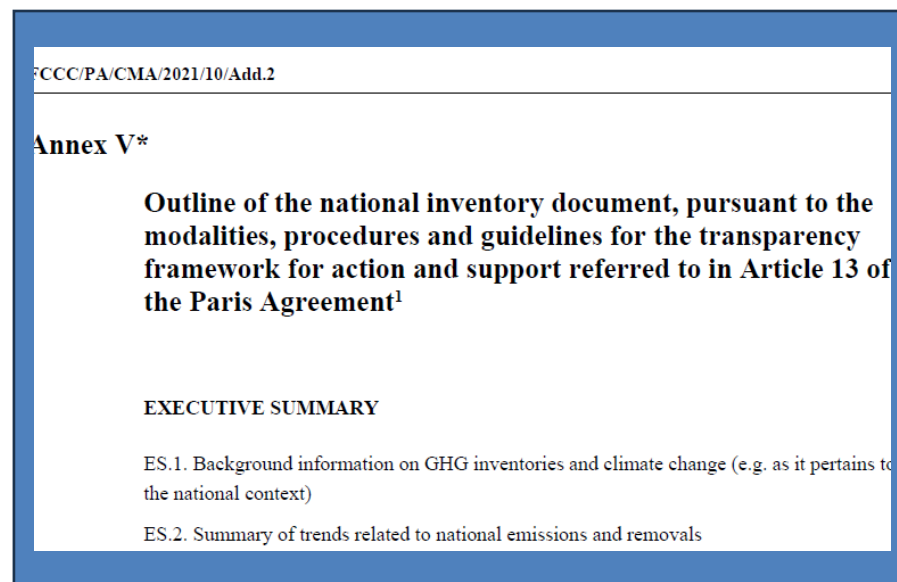 FCCC/PA/CMA/2021/10/Add.2
Annex V*
Outline of the national inventory document, pursuant to the
modalities, procedures and guidelines for the transparency
framework for action and support referred to in Article 13 of
the Paris Agreement¹
EXECUTIVE SUMMARY
ES.1. Background information on GHG inventories and climate change (e.g. as it pertains to
the national context)
ES.2. Summary of trends related to national emissions and removals